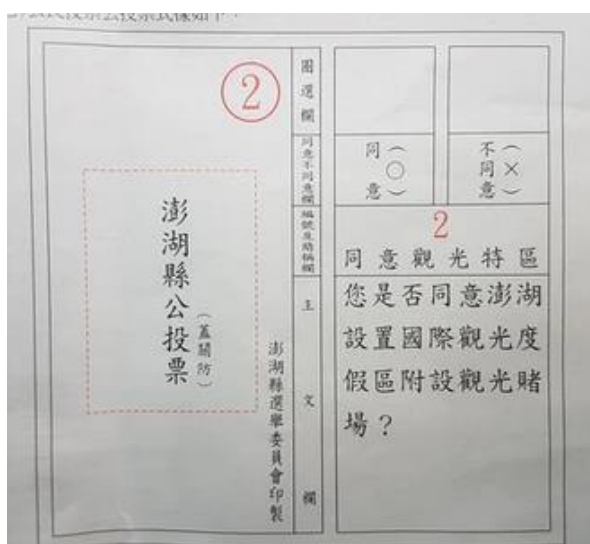 ②
澎湖縣公投票
（蓋關防）
澎湖縣選舉委員會印製
圈選欄
同意不同意欄
編號及簡稱欄
主文欄
（○）
同意
（×）
不同意
2
同意觀光特區
您是否同意澎湖
設置國際觀光度
假區附設觀光賭
場？